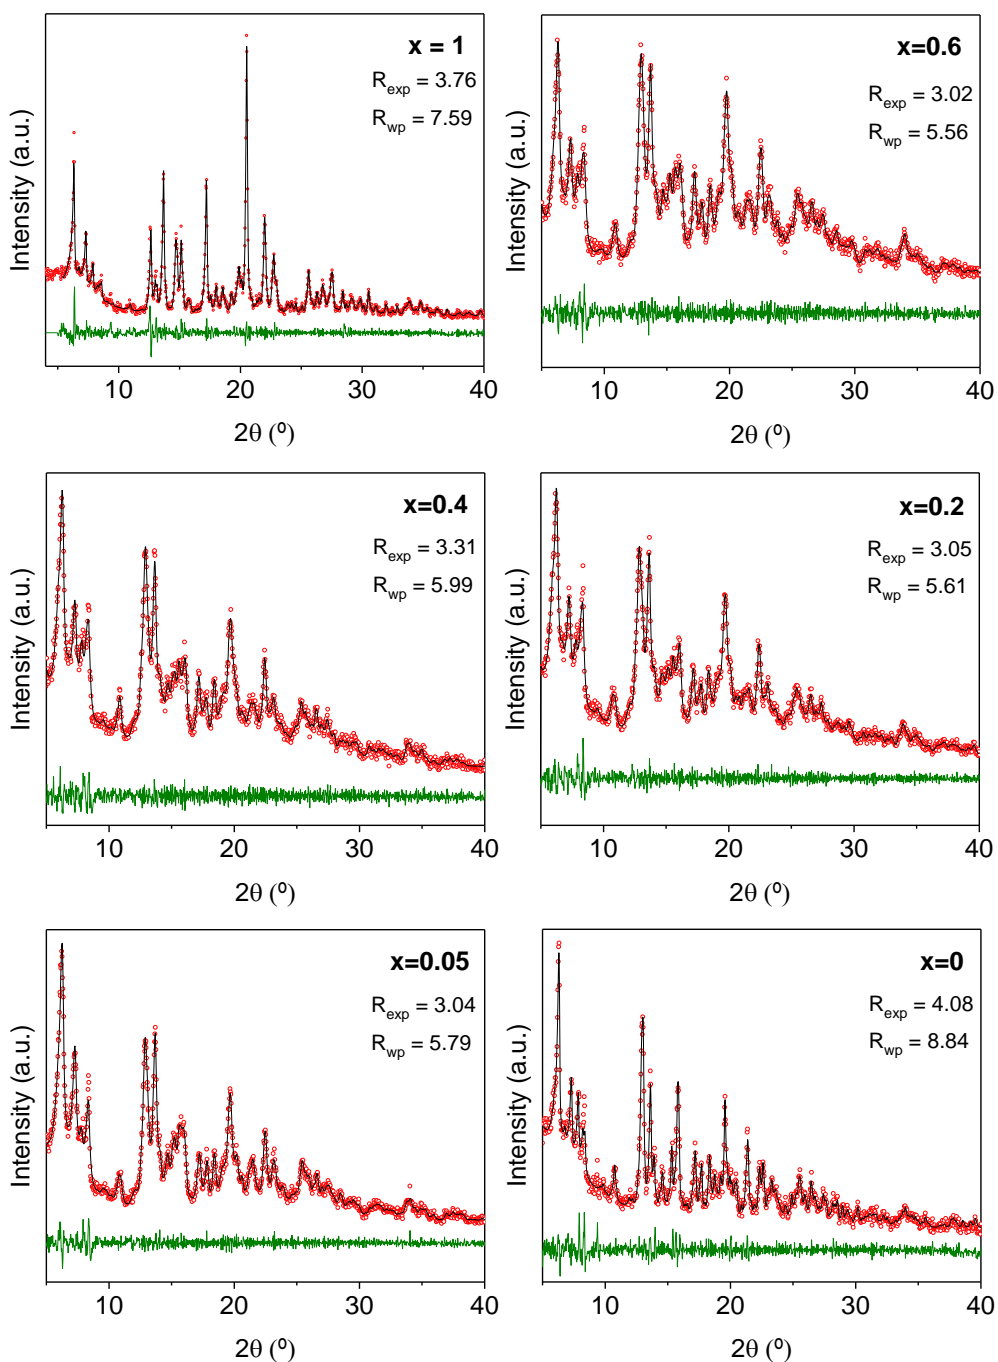 x = 1
R_exp = 3.76
R_wp = 7.59
Intensity (a.u.)
10 20 30 40
2θ (º)
x=0.6
R_exp = 3.02
R_wp = 5.56
Intensity (a.u.)
10 20 30 40
2θ (º)
x=0.4
R_exp = 3.31
R_wp = 5.99
Intensity (a.u.)
10 20 30 40
2θ (º)
x=0.2
R_exp = 3.05
R_wp = 5.61
Intensity (a.u.)
10 20 30 40
2θ (º)
x=0.05
R_exp = 3.04
R_wp = 5.79
Intensity (a.u.)
10 20 30 40
2θ (º)
x=0
R_exp = 4.08
R_wp = 8.84
Intensity (a.u.)
10 20 30 40
2θ (º)